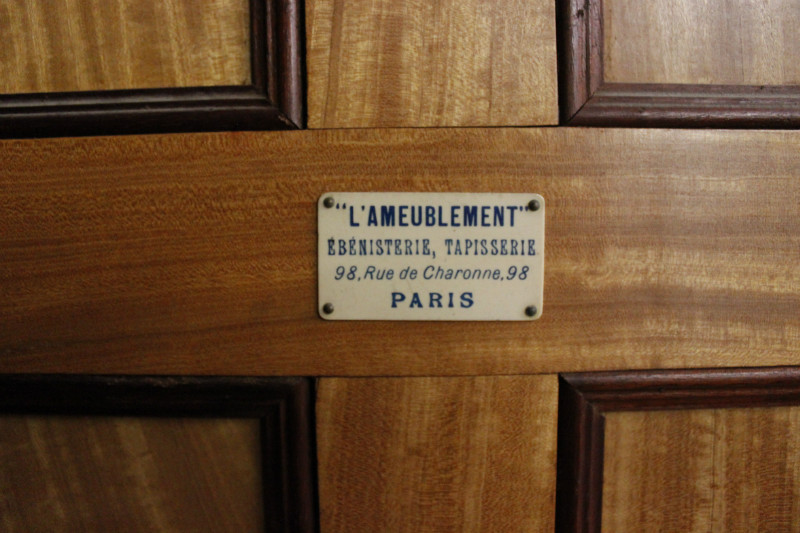 "L'AMEUBLEMENT"
ÉBÉNISTERIE, TAPISSERIE
98, Rue de Charonne, 98
PARIS